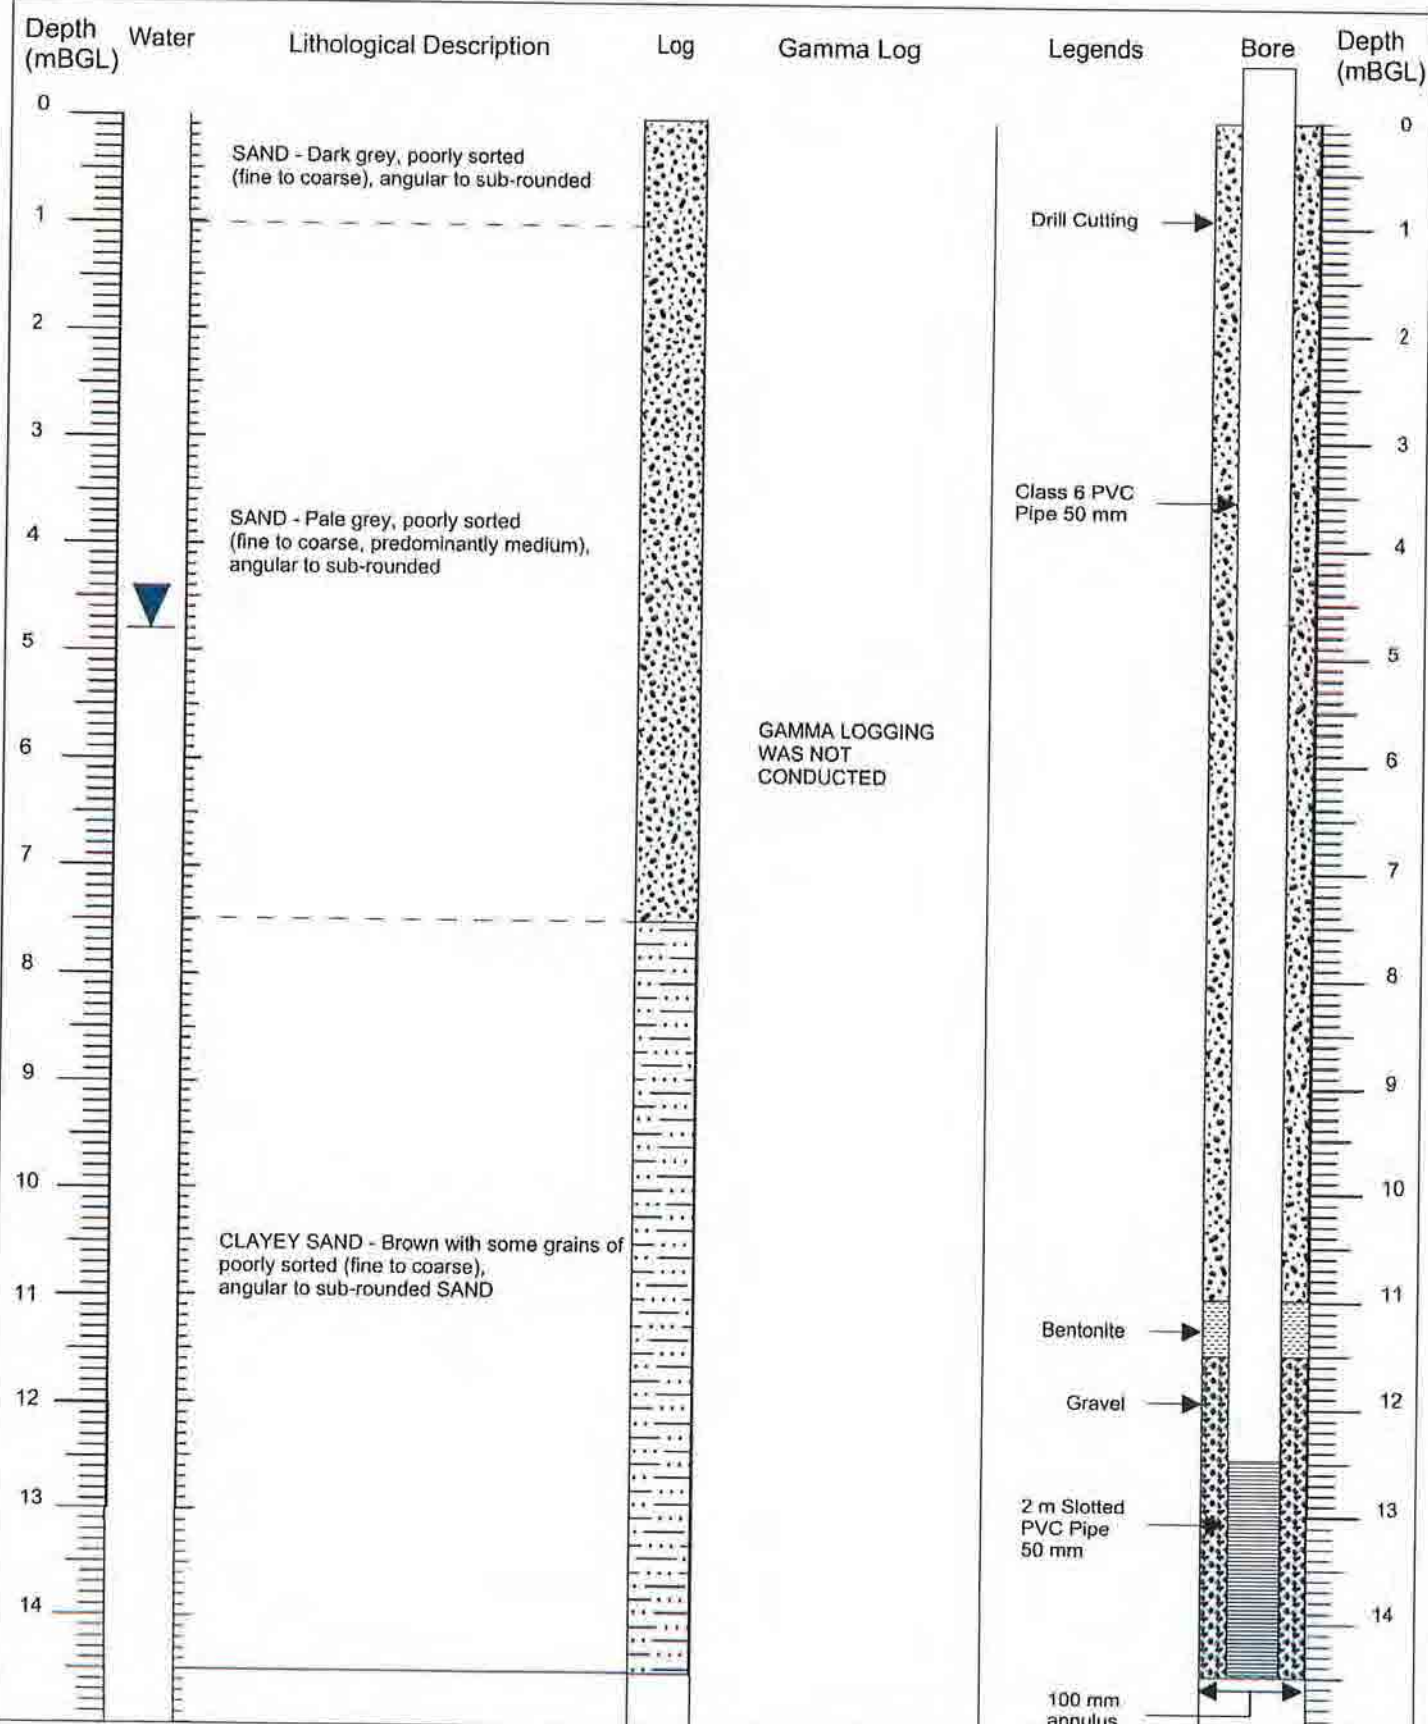 Depth
(mBGL)
Water
Lithological Description
Log
Gamma Log
Legends
Bore
Depth
(mBGL)
0
1
2
3
4
5
6
7
8
9
10
11
12
13
14
SAND - Dark grey, poorly sorted
(fine to coarse), angular to sub-rounded
SAND - Pale grey, poorly sorted
(fine to coarse, predominantly medium),
angular to sub-rounded
CLAYEY SAND - Brown with some grains of
poorly sorted (fine to coarse),
angular to sub-rounded SAND
GAMMA LOGGING
WAS NOT
CONDUCTED
Drill Cutting
Class 6 PVC
Pipe 50 mm
Bentonite
Gravel
2 m Slotted
PVC Pipe
50 mm
100 mm
annulus
0
1
2
3
4
5
6
7
8
9
10
11
12
13
14